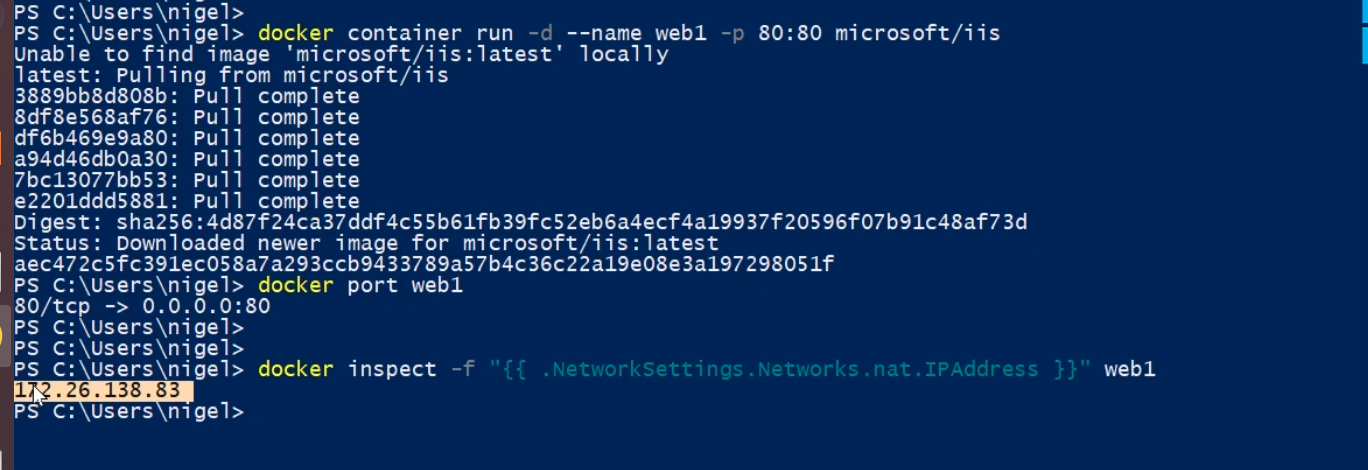 PS C:\Users\nigel>
PS C:\Users\nigel> docker container run -d --name web1 -p 80:80 microsoft/iis
Unable to find image 'microsoft/iis:latest' locally
latest: Pulling from microsoft/iis
3889bb8d808b: Pull complete
8df8e568af76: Pull complete
df6b469e9a80: Pull complete
a94d46db0a30: Pull complete
7bc13077bb53: Pull complete
e2201ddd5881: Pull complete
Digest: sha256:4d87f24ca37ddf4c55b61fb39fc52eb6a4ecf4a19937f20596f07b91c48af73d
Status: Downloaded newer image for microsoft/iis:latest
aec472c5fc391ec058a7a293ccb9433789a57b4c36c22a19e08e3a197298051f
PS C:\Users\nigel> docker port web1
80/tcp -> 0.0.0.0:80
PS C:\Users\nigel>
PS C:\Users\nigel>
PS C:\Users\nigel> docker inspect -f "{{ .NetworkSettings.Networks.nat.IPAddress }}" web1
172.26.138.83
PS C:\Users\nigel>